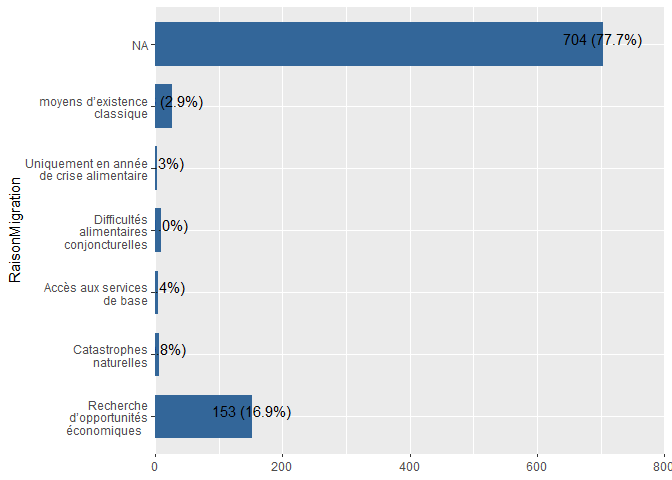 NA
704 (77.7%)
moyens d'existence
classique
(2.9%)
Uniquement en année
de crise alimentaire
3%)
Difficultés
alimentaires
conjoncturelles
0%)
Accès aux services
de base
4%)
Catastrophes
naturelles
8%)
Recherche
d'opportunités
économiques
153 (16.9%)
RaisonMigration
0 200 400 600 800